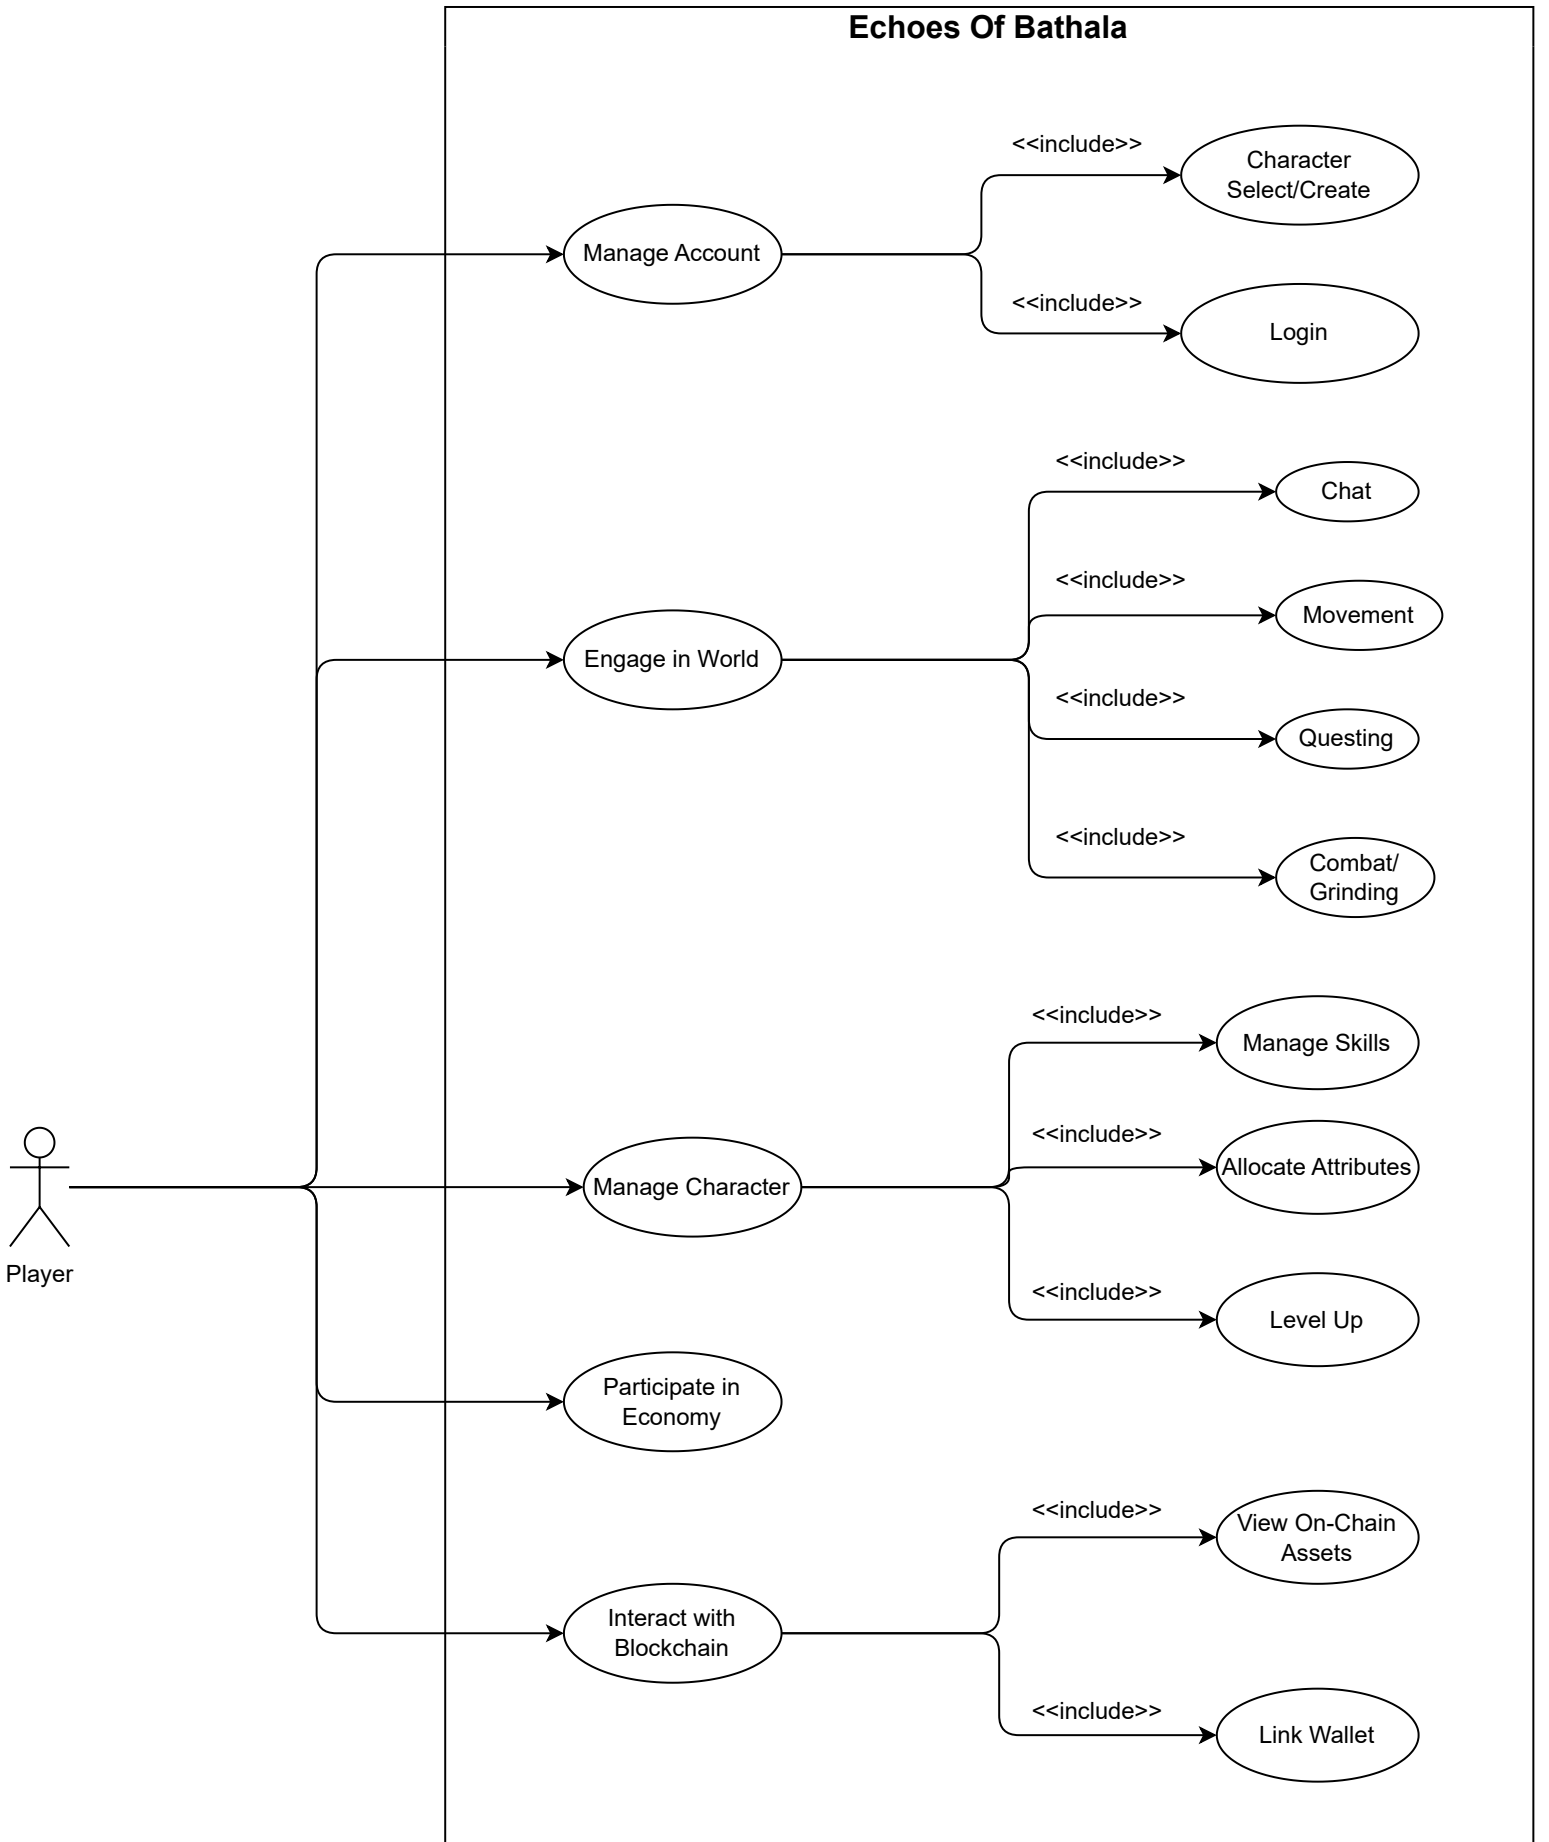 Echoes Of Bathala
<<include>>
Character
Select/Create
Manage Account
<<include>>
Login
<<include>>
Chat
<<include>>
Movement
Engage in World
<<include>>
Questing
<<include>>
Combat/
Grinding
<<include>>
Manage Skills
<<include>>
Allocate Attributes
Manage Character
Player
<<include>>
Level Up
Participate in
Economy
<<include>>
View On-Chain
Assets
Interact with
Blockchain
<<include>>
Link Wallet